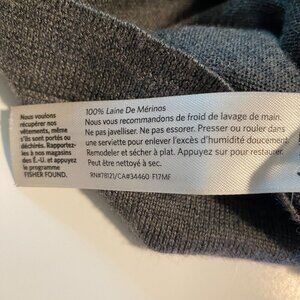 Nous voulons
récupérer nos
vêtements, même
s'ils sont portés ou
déchirés. Rapportez-
les à nos magasins
des É.-U. et appuyez
le programme
FISHER FOUND.
100% Laine De Mérinos
Nous vous recommandons de froid de lavage de main.
Ne pas javelliser. Ne pas essorer. Presser ou rouler dans
une serviette pour enlever l'excès d'humidité doucement.
Remodeler et sécher à plat. Appuyez sur pour restaurer.
Peut être nettoyé à sec.
RN#78121/CA#34460 F17MF